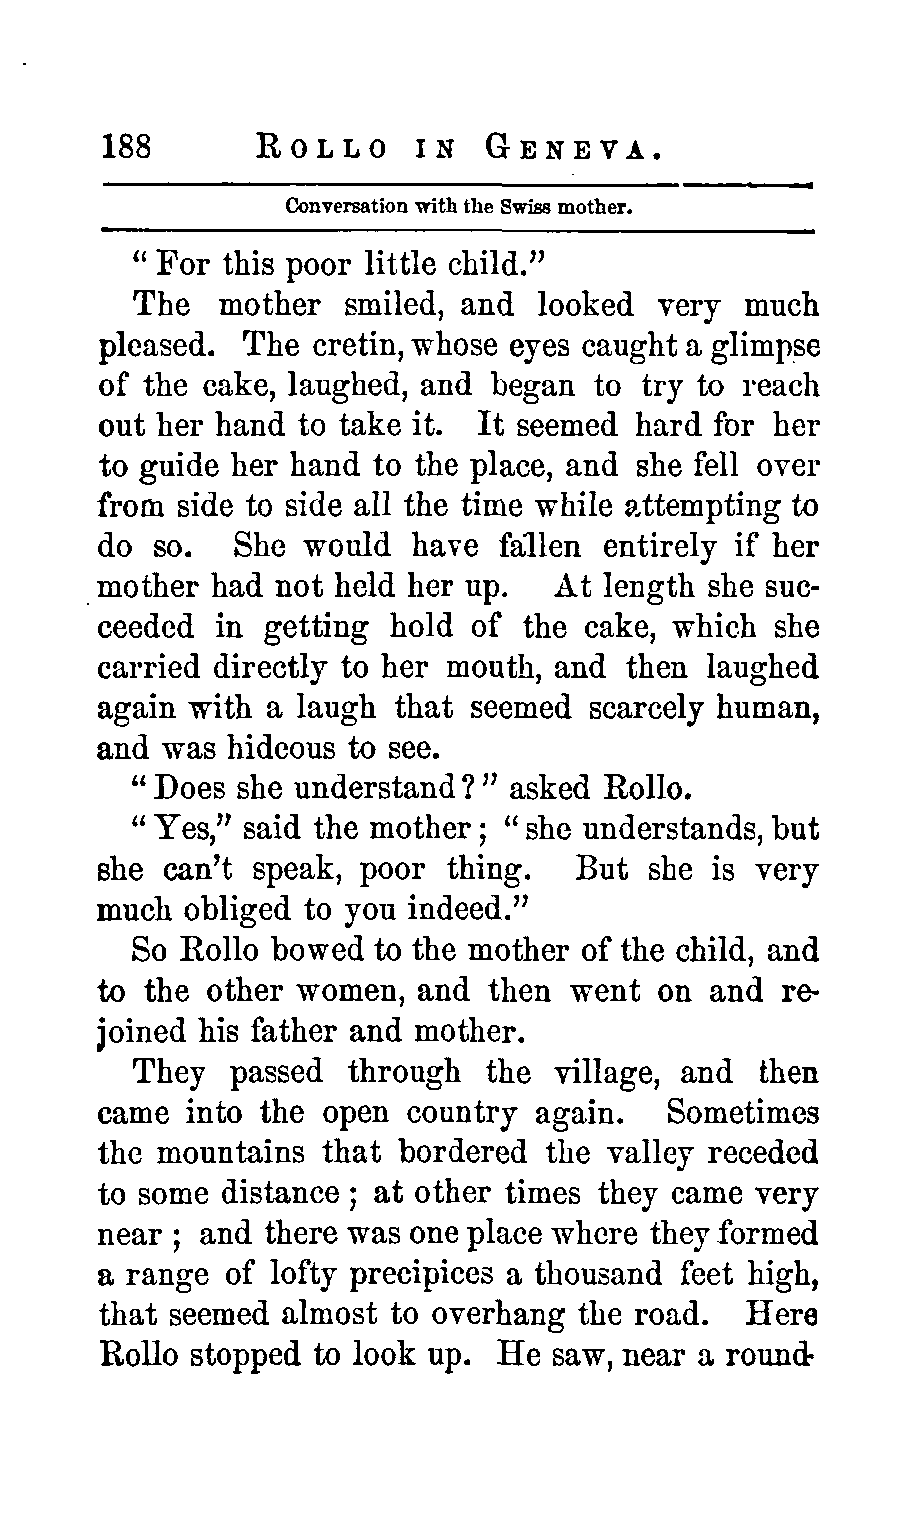 188 ROLLO IN GENEVA.
Conversation with the Swiss mother.
"For this poor little child."
The mother smiled, and looked very much
pleased. The cretin, whose eyes caught a glimpse
of the cake, laughed, and began to try to reach
out her hand to take it. It seemed hard for her
to guide her hand to the place, and she fell over
from side to side all the time while attempting to
do so. She would have fallen entirely if her
mother had not held her up. At length she suc-
ceeded in getting hold of the cake, which she
carried directly to her mouth, and then laughed
again with a laugh that seemed scarcely human,
and was hideous to see.
"Does she understand?" asked Rollo.
"Yes," said the mother; "she understands, but
she can't speak, poor thing. But she is very
much obliged to you indeed."
So Rollo bowed to the mother of the child, and
to the other women, and then went on and re-
joined his father and mother.
They passed through the village, and then
came into the open country again. Sometimes
the mountains that bordered the valley receded
to some distance; at other times they came very
near; and there was one place where they formed
a range of lofty precipices a thousand feet high,
that seemed almost to overhang the road. Here
Rollo stopped to look up. He saw, near a round-